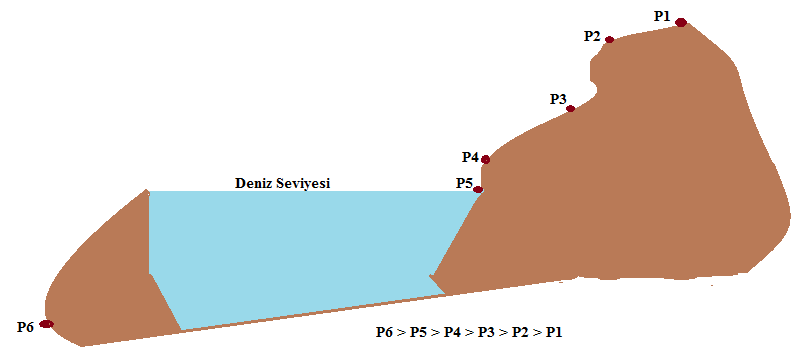 P1
P2
P3
P4
Deniz Seviyesi
P5
P6
P6 > P5 > P4 > P3 > P2 > P1